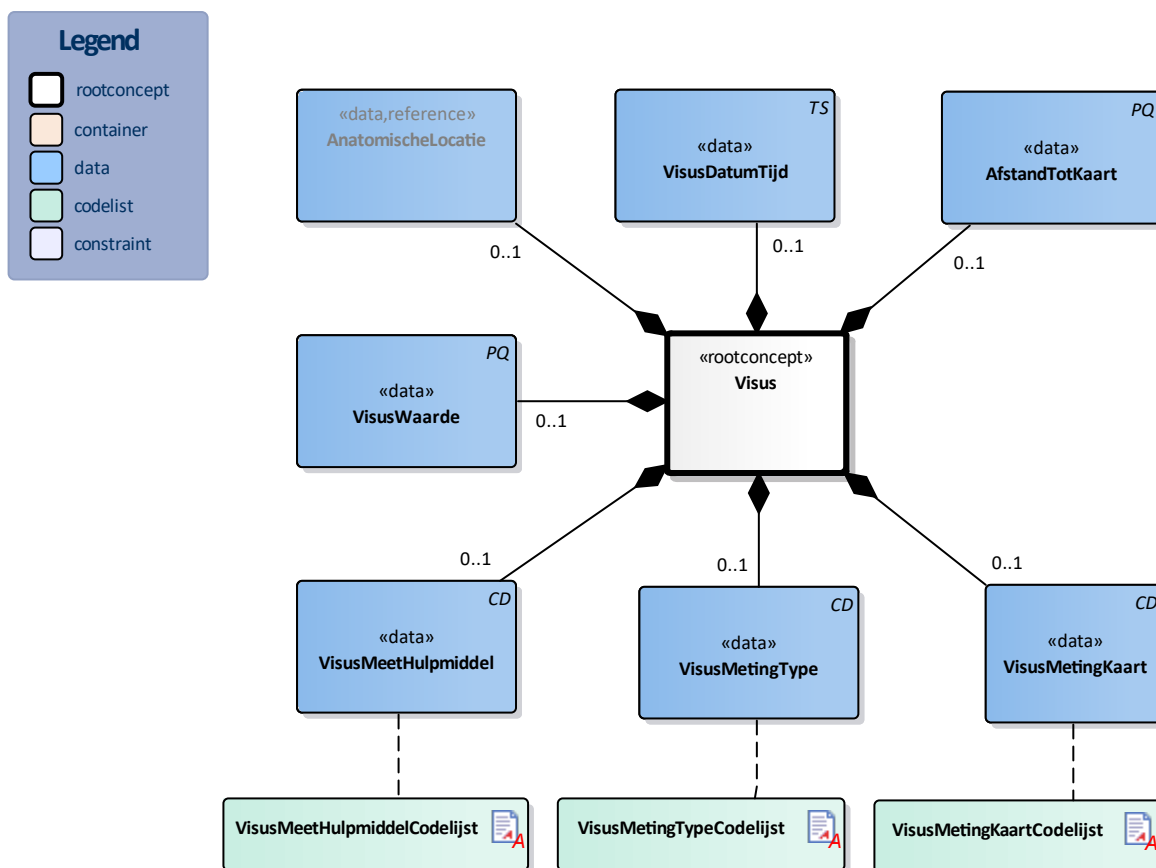 Legend
rootconcept
container
data
codelist
constraint
«data,reference»
AnatomischeLocatie
TS
«data»
VisusDatumTijd
PQ
«data»
AfstandTotKaart
0..1
0..1
0..1
PQ
«data»
VisusWaarde
0..1
«rootconcept»
Visus
0..1
0..1
0..1
CD
«data»
VisusMeetHulpmiddel
CD
«data»
VisusMetingType
CD
«data»
VisusMetingKaart
VisusMeetHulpmiddelCodelijst
A
VisusMetingTypeCodelijst
A
VisusMetingKaartCodelijst
A